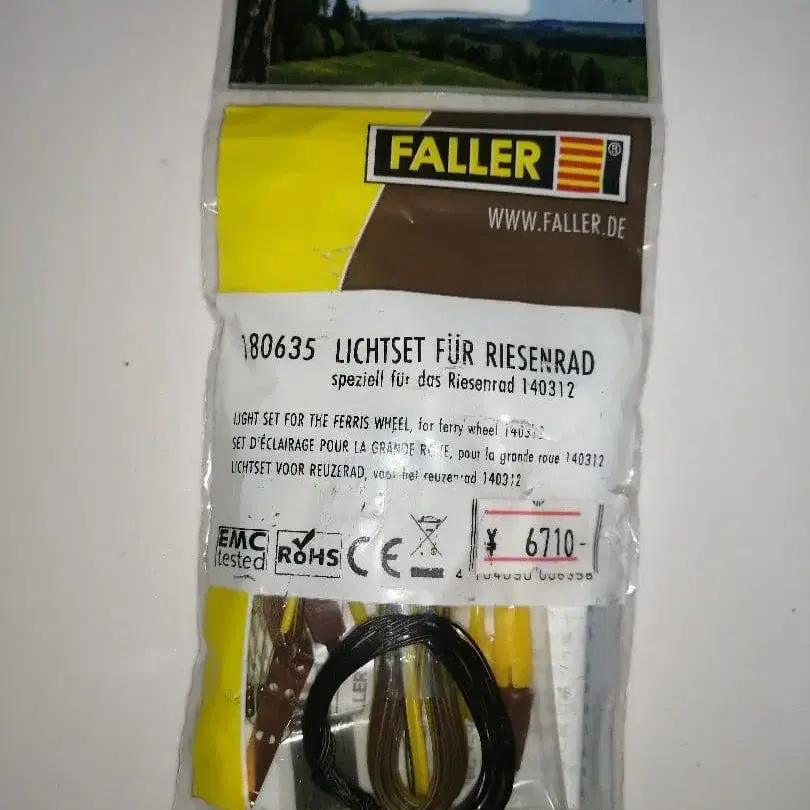 FALLER
WWW.FALLER.DE
180635 LICHTSET FÜR RIESENRAD
speziell für das Riesenrad 140312
LIGHT SET FOR THE FERRIS WHEEL, for ferry wheel 140312
SET D'ÉCLAIRAGE POUR LA GRANDE ROUE, pour la grande roue 140312
LICHTSET VOOR REUZERAD, voor het reuzenrad 140312
EMC
tested
RoHS
CE
¥ 6710-